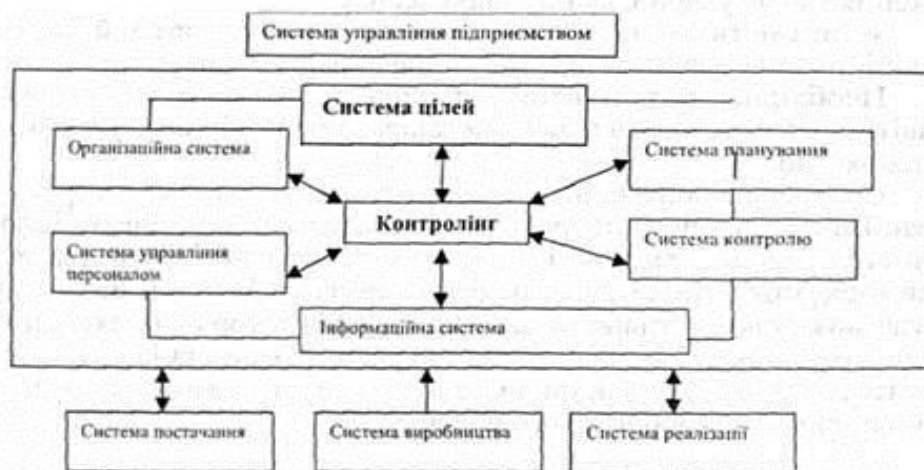 Система управління підприємством
Система цілей
Організаційна система
Система планування
Контролінг
Система управління
персоналом
Система контролю
Інформаційна система
Система постачання
Система виробництва
Система реалізації